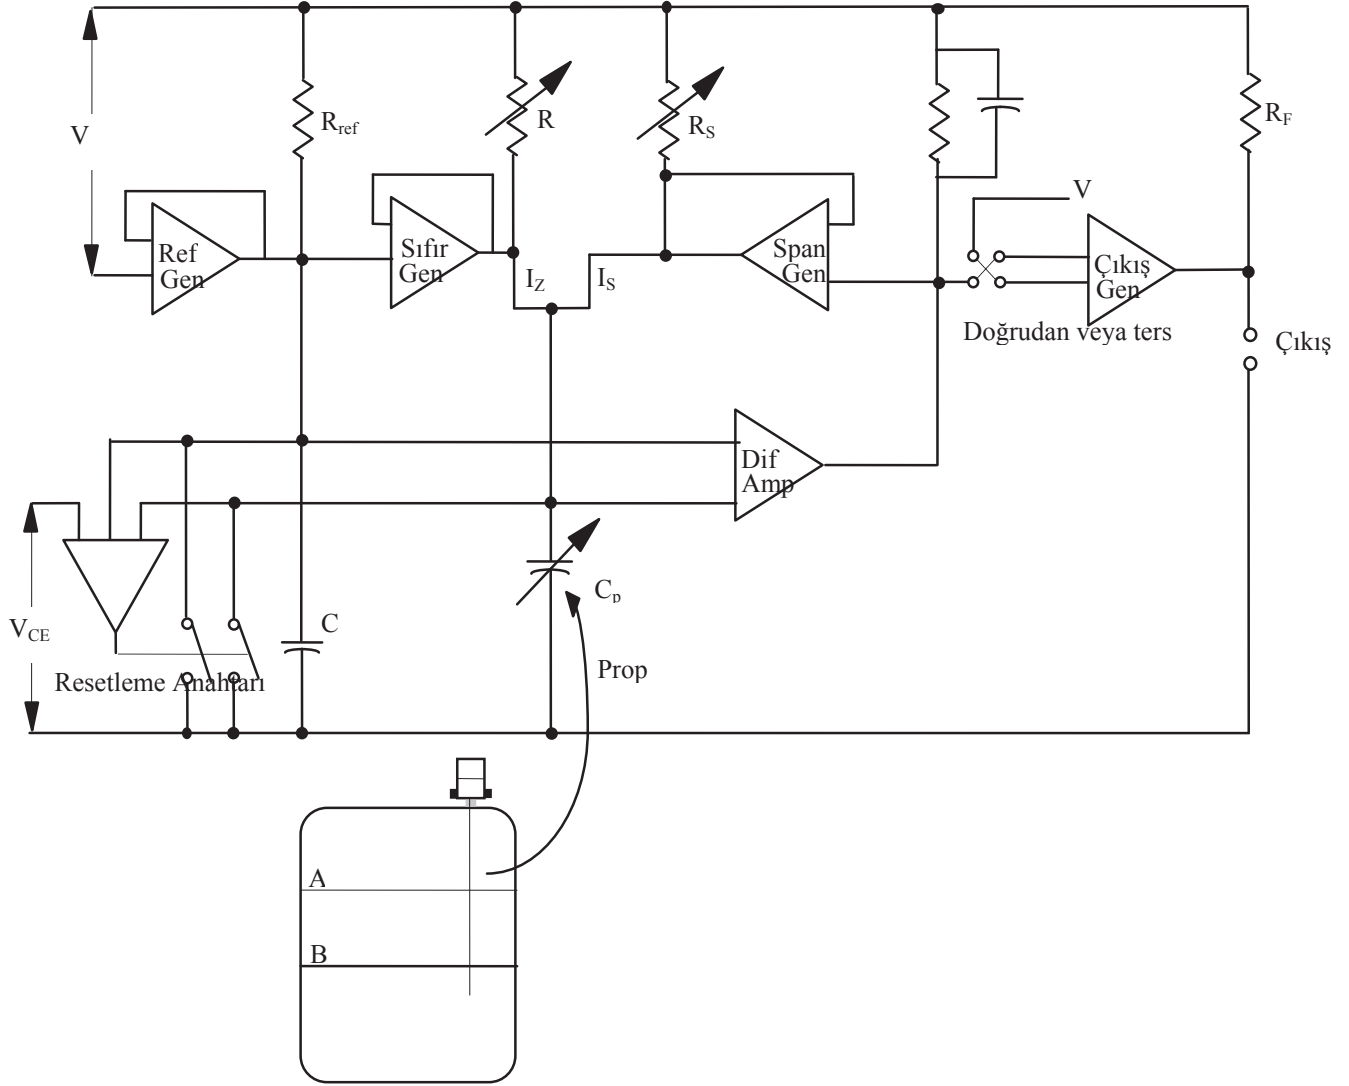 V
R_ref
R
R_S
R_F
Ref
Gen
Sıfır
Gen
I_Z
I_S
Span
Gen
V
Çıkış
Gen
Doğrudan veya ters
Çıkış
Dif
Amp
V_CE
C
C_p
Resetleme Anahtarı
Prop
A
B